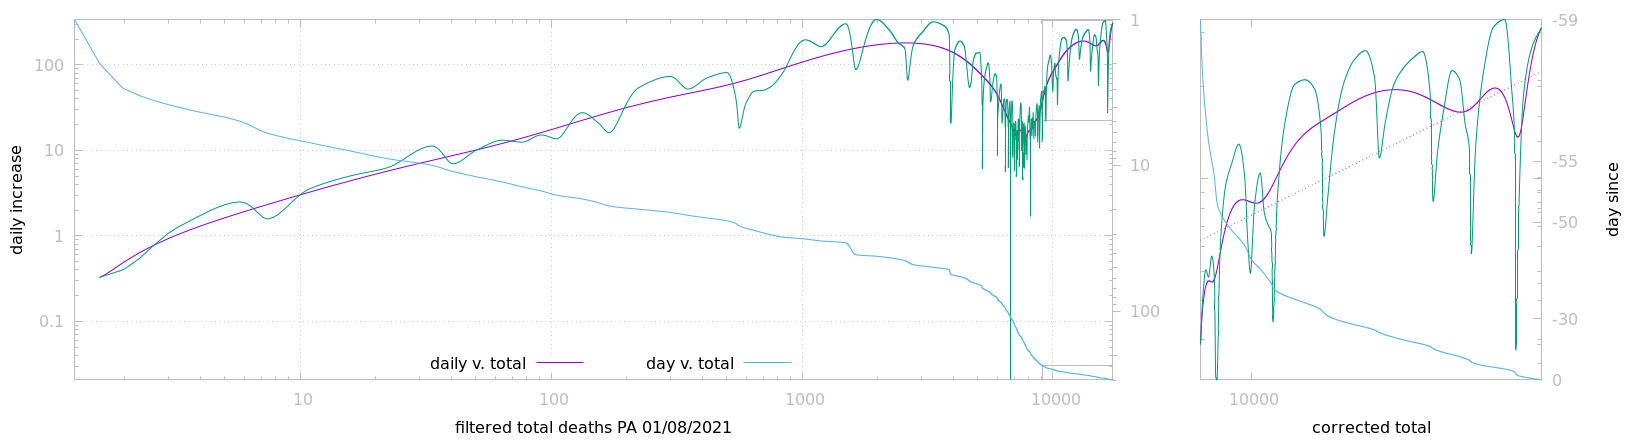 100
10
1
0.1
daily increase
daily v. total
day v. total
10
100
1000
10000
filtered total deaths PA 01/08/2021
1
10
100
10000
corrected total
-59
-55
-50
-30
0
day since